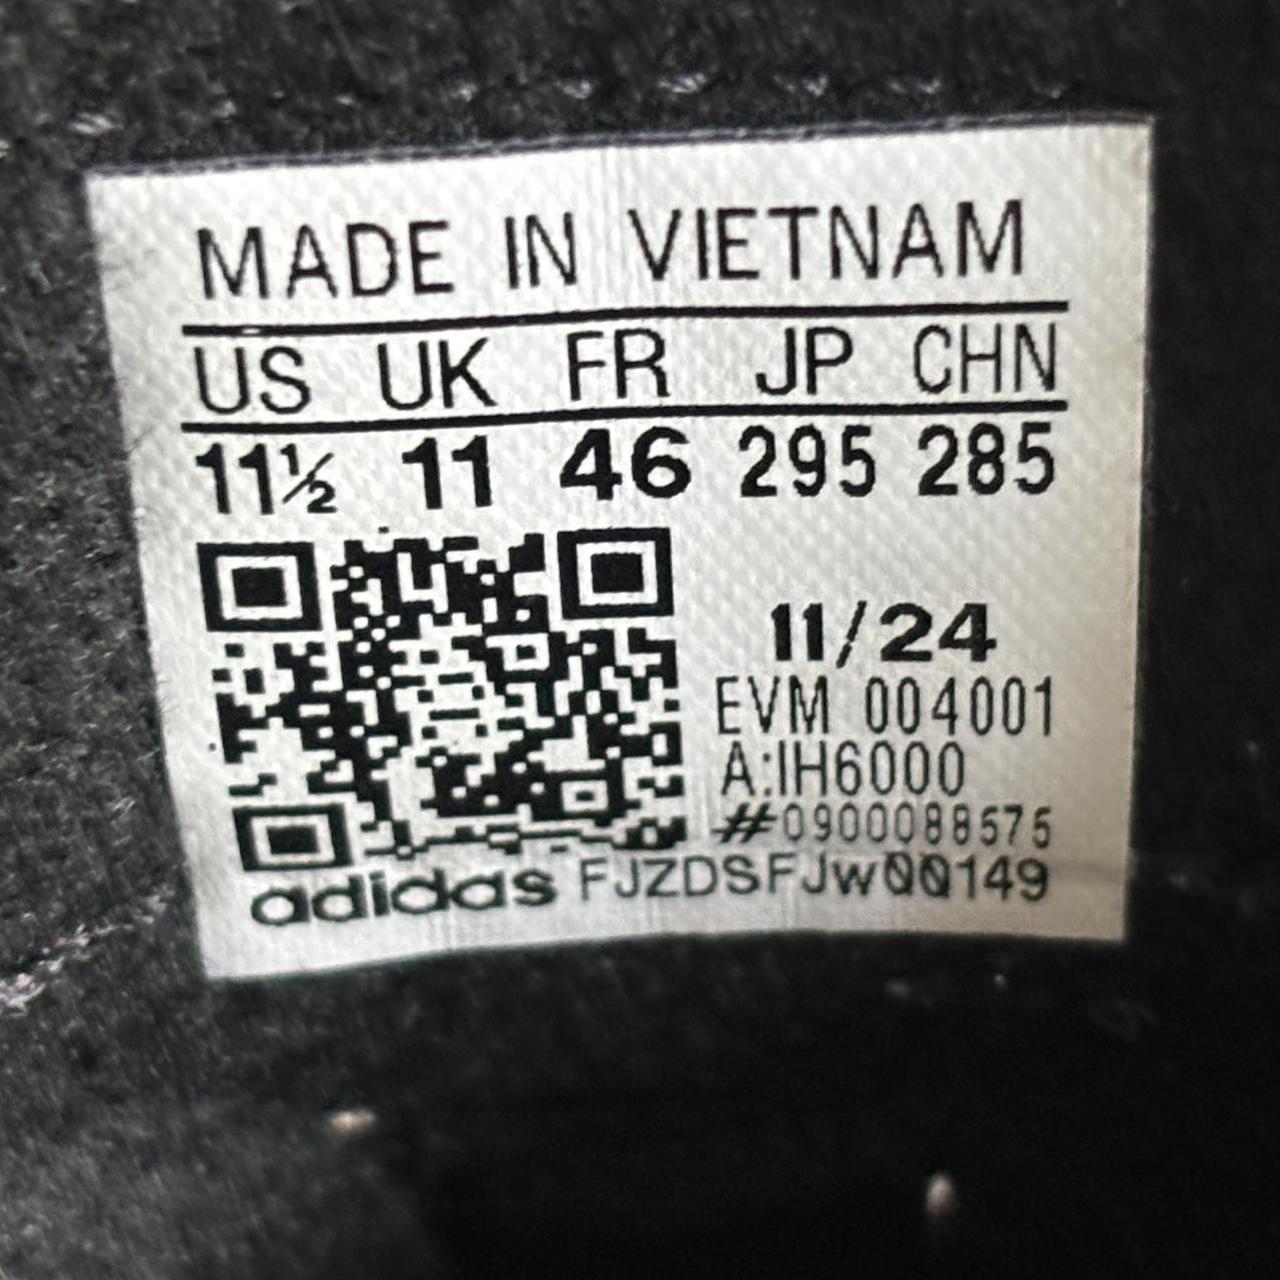 MADE IN VIETNAM
US UK FR JP CHN
11½ 11 46 295 285
11/24
EVM 004001
A:IH6000
#0900088575
adidas FJZDSFJw00149